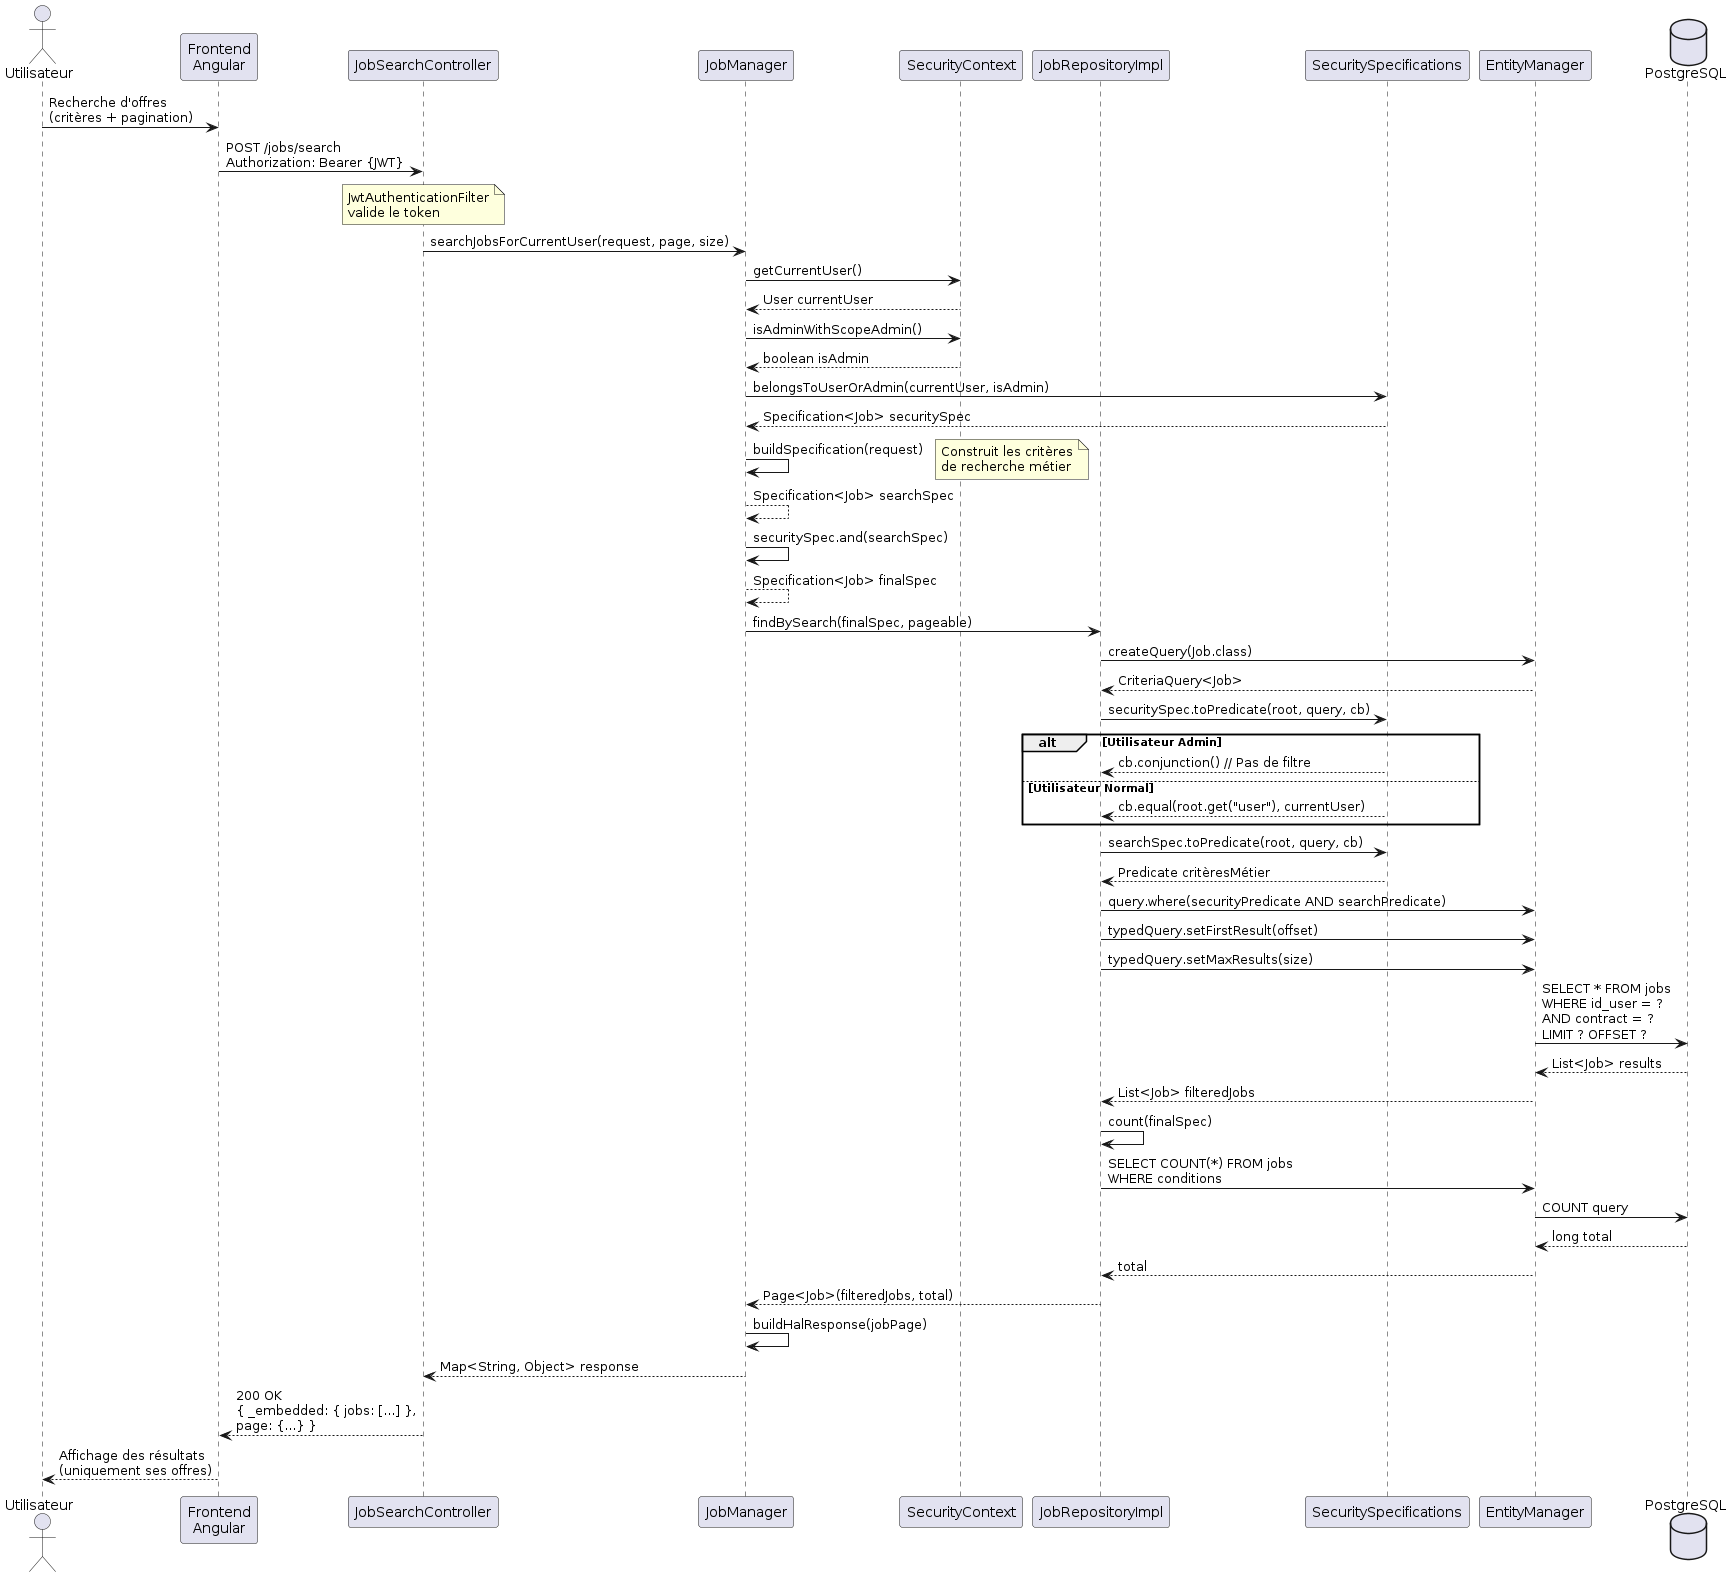 Utilisateur
Frontend
Angular
JobSearchController
JobManager
SecurityContext
JobRepositoryImpl
SecuritySpecifications
EntityManager
PostgreSQL
Recherche d'offres
(critères + pagination)
POST /jobs/search
Authorization: Bearer {JWT}
JwtAuthenticationFilter
valide le token
searchJobsForCurrentUser(request, page, size)
getCurrentUser()
User currentUser
isAdminWithScopeAdmin()
boolean isAdmin
belongsToUserOrAdmin(currentUser, isAdmin)
Specification<Job> securitySpec
buildSpecification(request)
Construit les critères
de recherche métier
Specification<Job> searchSpec
securitySpec.and(searchSpec)
Specification<Job> finalSpec
findBySearch(finalSpec, pageable)
createQuery(Job.class)
CriteriaQuery<Job>
securitySpec.toPredicate(root, query, cb)
alt [Utilisateur Admin]
cb.conjunction() // Pas de filtre
[Utilisateur Normal]
cb.equal(root.get("user"), currentUser)
searchSpec.toPredicate(root, query, cb)
Predicate critèresMétier
query.where(securityPredicate AND searchPredicate)
typedQuery.setFirstResult(offset)
typedQuery.setMaxResults(size)
SELECT * FROM jobs
WHERE id_user = ?
AND contract = ?
LIMIT ? OFFSET ?
List<Job> results
List<Job> filteredJobs
count(finalSpec)
SELECT COUNT(*) FROM jobs
WHERE conditions
COUNT query
long total
total
Page<Job>(filteredJobs, total)
buildHalResponse(jobPage)
Map<String, Object> response
200 OK
{ _embedded: { jobs: [...] },
page: {...} }
Affichage des résultats
(uniquement ses offres)
Utilisateur
Frontend
Angular
JobSearchController
JobManager
SecurityContext
JobRepositoryImpl
SecuritySpecifications
EntityManager
PostgreSQL